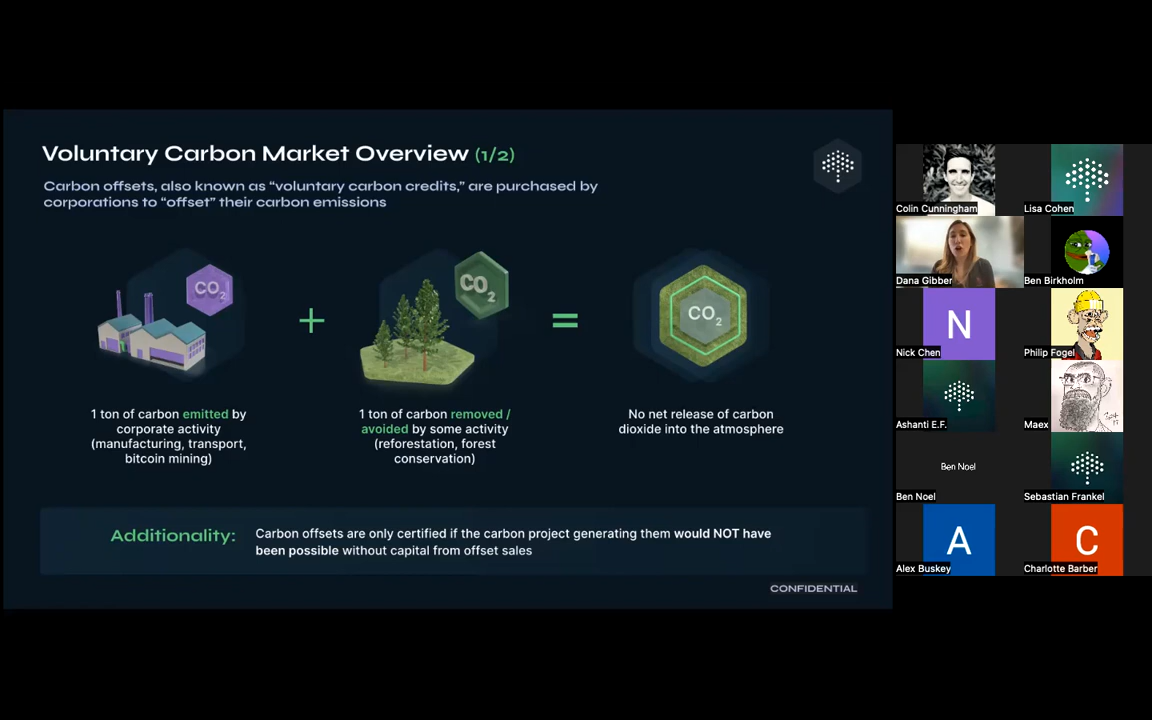 Voluntary Carbon Market Overview (1/2)
Carbon offsets, also known as “voluntary carbon credits,” are purchased by
corporations to “offset” their carbon emissions
CO2
+
CO2
=
CO2
1 ton of carbon emitted by
corporate activity
(manufacturing, transport,
bitcoin mining)
1 ton of carbon removed /
avoided by some activity
(reforestation, forest
conservation)
No net release of carbon
dioxide into the atmosphere
Additionality:
Carbon offsets are only certified if the carbon project generating them would NOT have
been possible without capital from offset sales
CONFIDENTIAL
Colin Cunningham
Lisa Cohen
Dana Gibber
Ben Birkholm
N
Nick Chen
Philip Fogel
Ashanti E.F.
Maex
Ben Noel
Ben Noel
Sebastian Frankel
A
Alex Buskey
C
Charlotte Barber